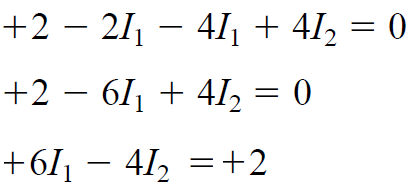 +2 − 2I₁ − 4I₁ + 4I₂ = 0
+2 − 6I₁ + 4I₂ = 0
+6I₁ − 4I₂ =+2